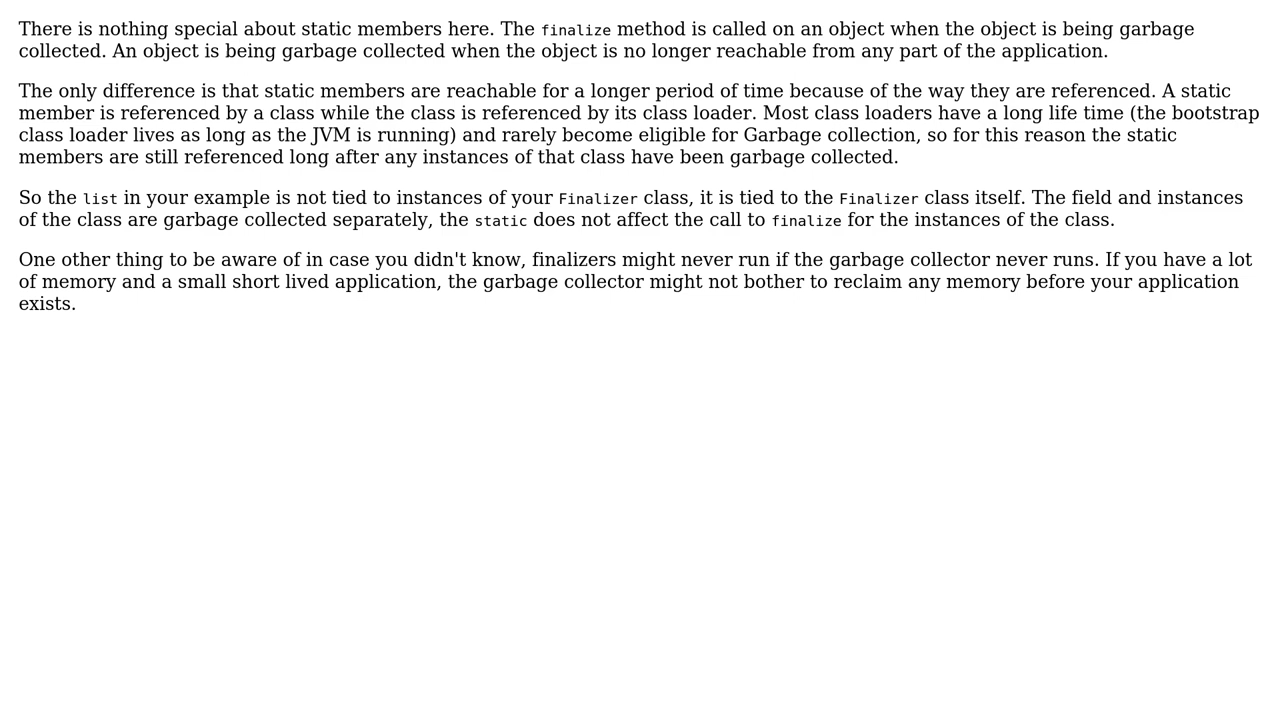 There is nothing special about static members here. The finalize method is called on an object when the object is being garbage
collected. An object is being garbage collected when the object is no longer reachable from any part of the application.
The only difference is that static members are reachable for a longer period of time because of the way they are referenced. A static
member is referenced by a class while the class is referenced by its class loader. Most class loaders have a long life time (the bootstrap
class loader lives as long as the JVM is running) and rarely become eligible for Garbage collection, so for this reason the static
members are still referenced long after any instances of that class have been garbage collected.
So the list in your example is not tied to instances of your Finalizer class, it is tied to the Finalizer class itself. The field and instances
of the class are garbage collected separately, the static does not affect the call to finalize for the instances of the class.
One other thing to be aware of in case you didn't know, finalizers might never run if the garbage collector never runs. If you have a lot
of memory and a small short lived application, the garbage collector might not bother to reclaim any memory before your application
exists.